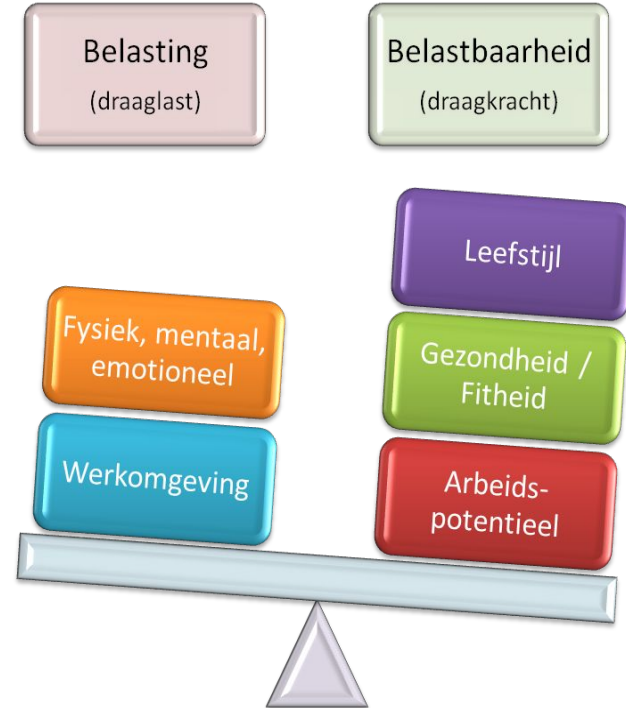 Belasting
(draaglast)
Belastbaarheid
(draagkracht)
Leefstijl
Fysiek, mentaal,
emotioneel
Gezondheid /
Fitheid
Werkomgeving
Arbeids-
potentieel